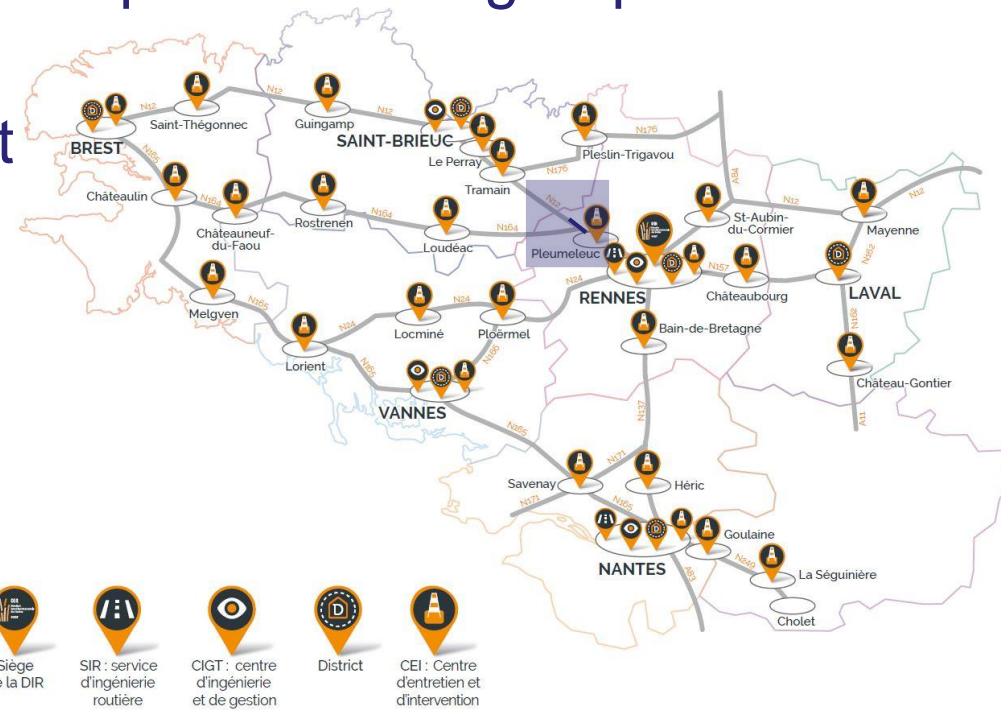 N12
N12
N12
Saint-Thégonnec
Guingamp
BREST
SAINT-BRIEUC
Le Perray
Pleslin-Trigavou
N176
N176
Tramain
N165
Châteaulin
N164
Châteauneuf-
du-Faou
Rostrenen
N164
Loudéac
N164
N12
Pleumeleuc
A84
N12
N12
St-Aubin-
du-Cormier
Mayenne
N162
Melgven
N165
Lorient
N24
Locminé
N24
Ploërmel
N24
RENNES
N157
Châteaubourg
LAVAL
N162
Bain-de-Bretagne
Château-Gontier
A11
N165
N166
VANNES
N137
N165
Savenay
N171
N171
N165
Héric
Goulaine
NANTES
A83
N249
La Séguinière
Cholet
Siège
la DIR
SIR : service
d'ingénierie
routière
CIGT : centre
d'ingénierie
et de gestion
D
District
CEI : Centre
d'entretien et
d'intervention